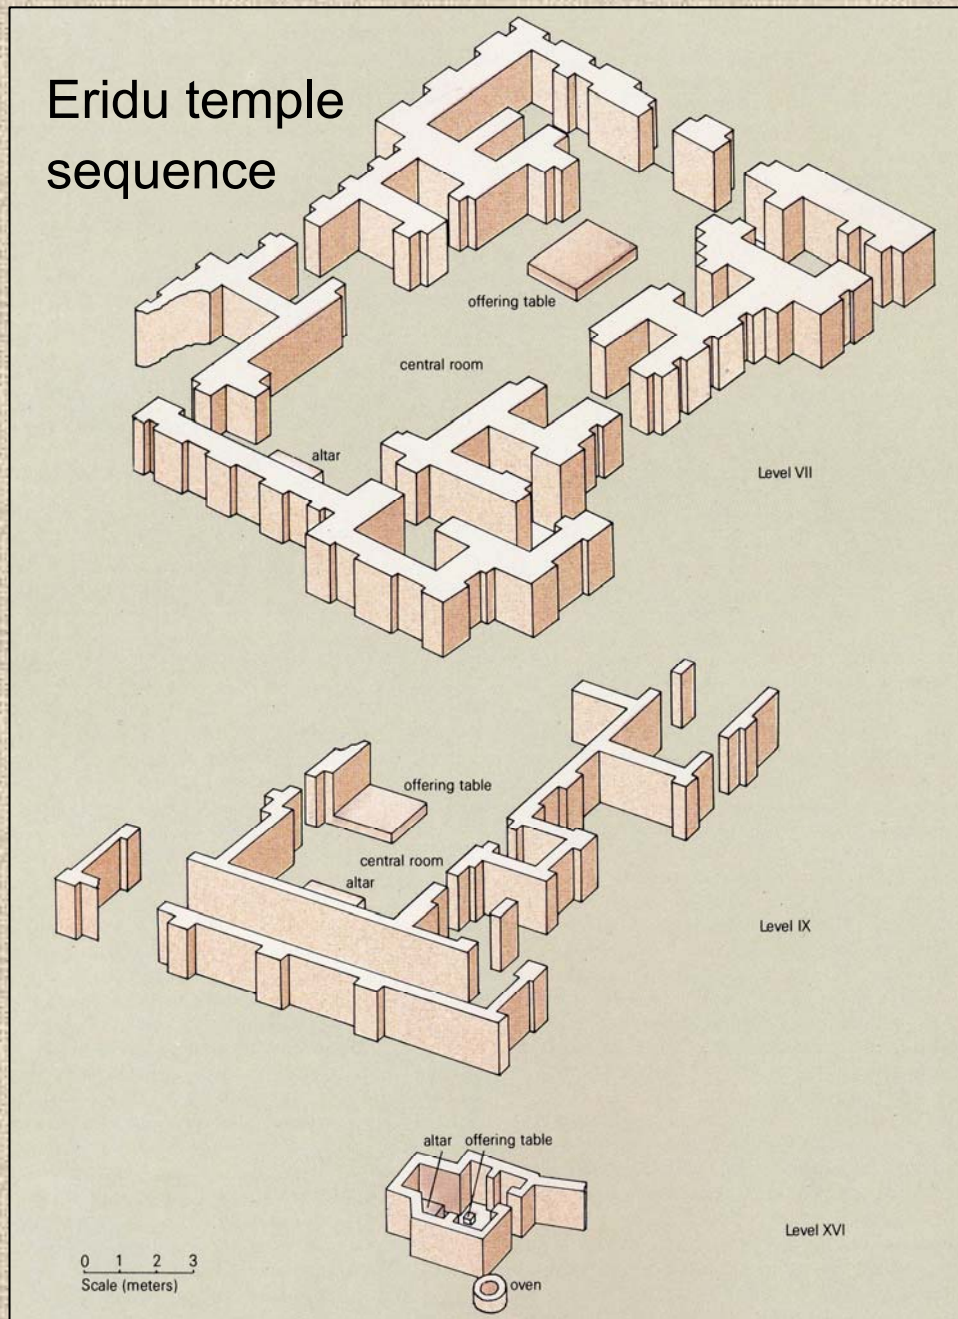 Eridu temple
sequence
offering table
central room
altar
Level VII
offering table
central room
altar
Level IX
altar offering table
Level XVI
0 1 2 3
Scale (meters)
oven